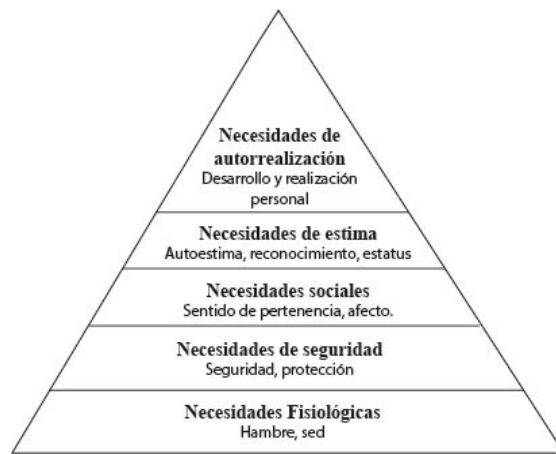 Necesidades de
autorrealización
Desarrollo y realización
personal
Necesidades de estima
Autoestima, reconocimiento, estatus
Necesidades sociales
Sentido de pertenencia, afecto.
Necesidades de seguridad
Seguridad, protección
Necesidades Fisiológicas
Hambre, sed